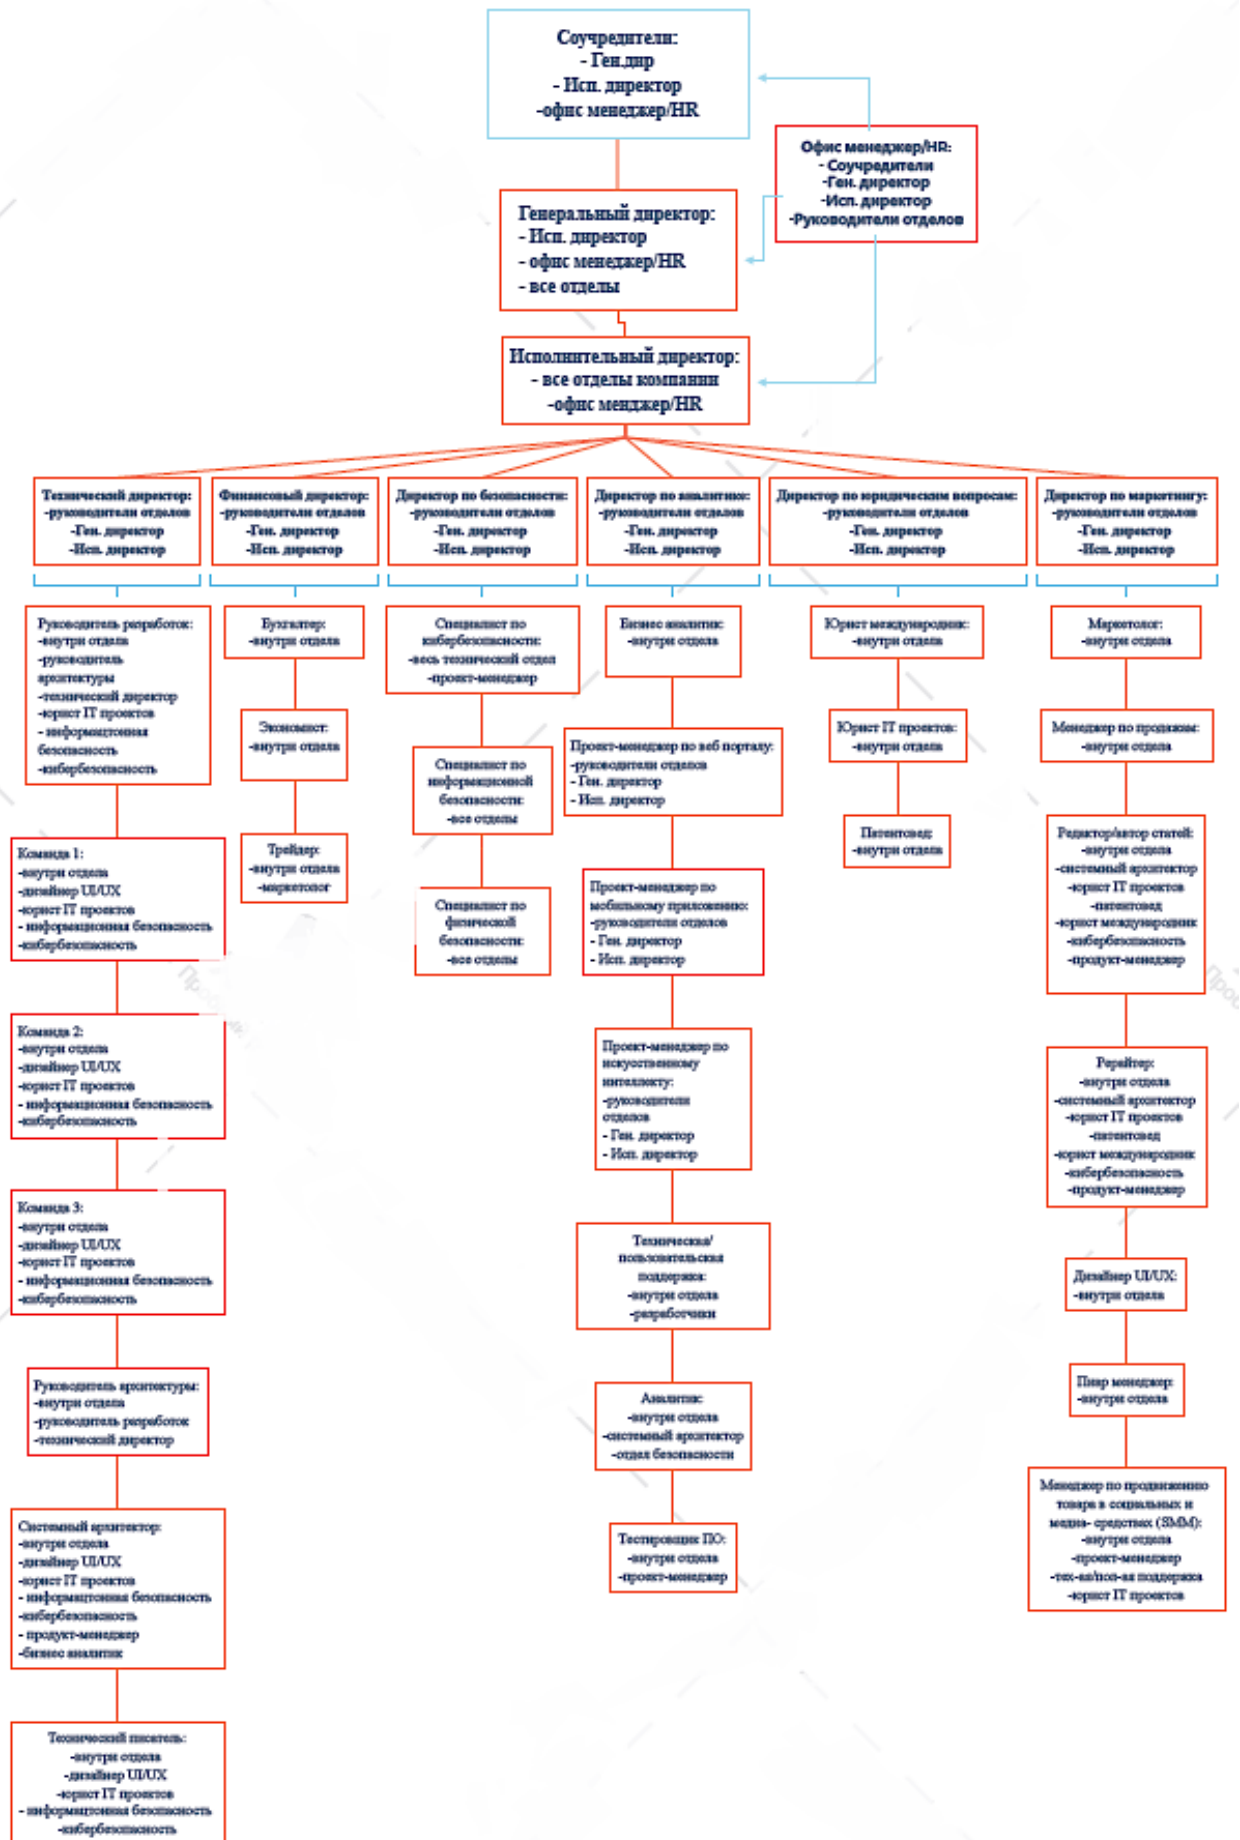 Соучредители:
- Ген.дир
- Исп. директор
-офис менеджер/HR
Офис менеджер/HR:
- Соучредители
-Ген. директор
-Исп. директор
-Руководители отделов
Генеральный директор:
- Исп. директор
- офис менеджер/HR
- все отделы
Исполнительный директор:
- все отделы компании
-офис менджер/HR
Технический директор:
-руководители отделов
-Ген. директор
-Исп. директор
Финансовый директор:
-руководители отделов
-Ген. директор
-Исп. директор
Директор по безопасности:
-руководители отделов
-Ген. директор
-Исп. директор
Директор по аналитике:
-руководители отделов
-Ген. директор
-Исп. директор
Директор по юридическим вопросам:
-руководители отделов
-Ген. директор
-Исп. директор
Директор по маркетингу:
-руководители отделов
-Ген. директор
-Исп. директор
Руководитель разработок:
-внутри отдела
-руководитель
архитектуры
-технический директор
-юрист IT проектов
- информацтонная
безопасность
-кибербезопасность
Команда 1:
-внутри отдела
-дизайнер UI/UX
-юрист IT проектов
- информационная безопасность
-кибербезопасность
Команда 2:
-внутри отдела
-дизайнер UI/UX
-юрист IT проектов
- информационная безопасность
-кибербезопасность
Команда 3:
-внутри отдела
-дизайнер UI/UX
-юрист IT проектов
- информационная безопасность
-кибербезопасность
Руководитель архитектуры:
-внутри отдела
-руководитель разработок
-технический директор
Системный архитектор:
-внутри отдела
-дизайнер UI/UX
-юрист IT проектов
- информацтонная безопасность
-кибербезопасность
- продукт-менеджер
-бизнес аналитик
Технический писатель:
-внутри отдела
-дизайнер UI/UX
-юрист IT проектов
- информацтонная безопасность
-кибербезопасность
Бухгалтер:
-внутри отдела
Экономист:
-внутри отдела
Трейдер:
-внутри отдела
-маркетолог
Специалист по
кибербезопасности:
-весь технический отдел
-проект-менеджер
Специалист по
информационной
безопасности:
-все отделы
Специалист по
физической
безопасности:
-все отделы
Бизнес аналитик:
-внутри отдела
Проект-менеджер по веб порталу:
-руководители отделов
- Ген. директор
- Исп. директор
Проект-менеджер по
мобильному приложению:
-руководители отделов
- Ген. директор
- Исп. директор
Проект-менеджер по
искусственному
интеллекту:
-руководители
отделов
- Ген. директор
- Исп. директор
Техническая/
пользовательская
поддержка:
-внутри отдела
-разработчики
Аналитик:
-внутри отдела
-системный архитектор
-отдел безопасности
Тестировщик ПО:
-внутри отдела
-проект-менеджер
Юрист международник:
-внутри отдела
Юрист IT проектов:
-внутри отдела
Патентовед:
-внутри отдела
Маркетолог:
-внутри отдела
Менеджер по продажам:
-внутри отдела
Редактор/автор статей:
-внутри отдела
-системный архитектор
-юрист IT проектов
-патентовед
-юрист международник
-кибербезопасность
-продукт-менеджер
Рерайтер:
-внутри отдела
-системный архитектор
-юрист IT проектов
-патентовед
-юрист международник
-кибербезопасность
-продукт-менеджер
Дизайнер UI/UX:
-внутри отдела
Пиар менеджер:
-внутри отдела
Менеджер по продвижению
товара в социальных и
медиа- средствах (SMM):
-внутри отдела
-проект-менеджер
-тех-ая/пол-ая поддержка
-юрист IT проектов